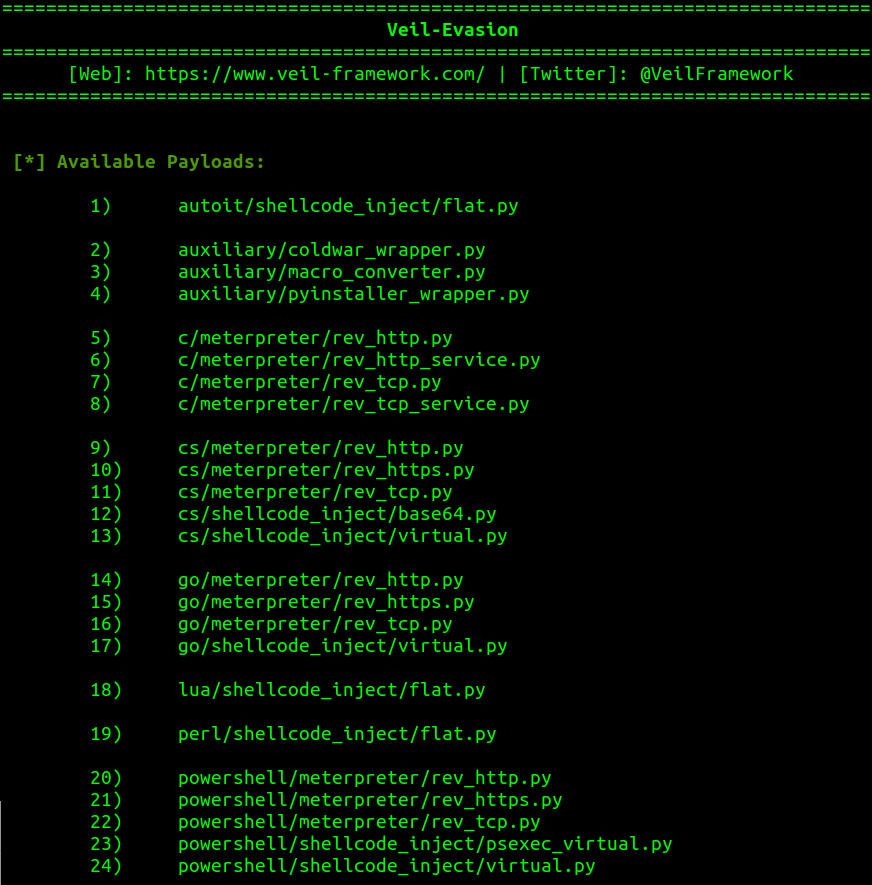 ===============================================================================
Veil-Evasion
===============================================================================
[Web]: https://www.veil-framework.com/ | [Twitter]: @VeilFramework
===============================================================================
[*] Available Payloads:
1) autoit/shellcode_inject/flat.py
2) auxiliary/coldwar_wrapper.py
3) auxiliary/macro_converter.py
4) auxiliary/pyinstaller_wrapper.py
5) c/meterpreter/rev_http.py
6) c/meterpreter/rev_http_service.py
7) c/meterpreter/rev_tcp.py
8) c/meterpreter/rev_tcp_service.py
9) cs/meterpreter/rev_http.py
10) cs/meterpreter/rev_https.py
11) cs/meterpreter/rev_tcp.py
12) cs/shellcode_inject/base64.py
13) cs/shellcode_inject/virtual.py
14) go/meterpreter/rev_http.py
15) go/meterpreter/rev_https.py
16) go/meterpreter/rev_tcp.py
17) go/shellcode_inject/virtual.py
18) lua/shellcode_inject/flat.py
19) perl/shellcode_inject/flat.py
20) powershell/meterpreter/rev_http.py
21) powershell/meterpreter/rev_https.py
22) powershell/meterpreter/rev_tcp.py
23) powershell/shellcode_inject/psexec_virtual.py
24) powershell/shellcode_inject/virtual.py